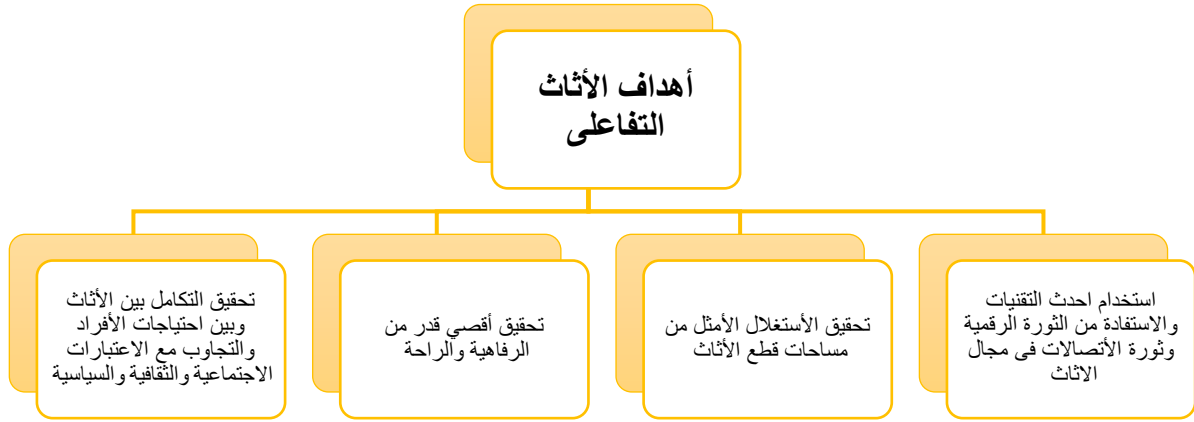 أهداف الأثاث
التفاعلى
استخدام احدث التقنيات
والاستفادة من الثورة الرقمية
وثورة الأتصالات فى مجال
الاثاث
تحقيق الأستغلال الأمثل من
مساحات قطع الأثاث
تحقيق أقصي قدر من
الرفاهية والراحة
تحقيق التكامل بين الأثاث
وبين احتياجات الأفراد
والتجاوب مع الاعتبارات
الاجتماعية والثقافية والسياسية